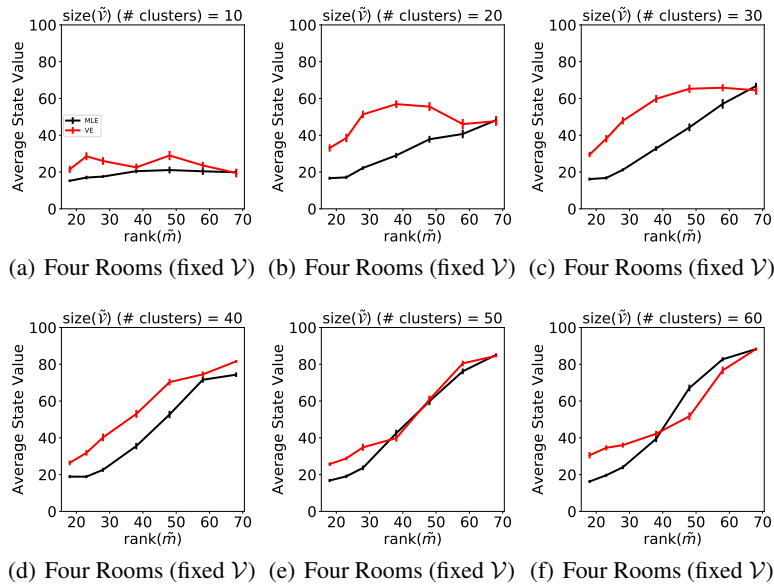 size(Ṽ) (# clusters) = 10
100
80
60
40
20
0
Average State Value
MLE
VE
20 30 40 50 60 70
rank(m̃)
(a) Four Rooms (fixed 𝒱)
size(Ṽ) (# clusters) = 20
100
80
60
40
20
0
Average State Value
20 30 40 50 60 70
rank(m̃)
(b) Four Rooms (fixed 𝒱)
size(Ṽ) (# clusters) = 30
100
80
60
40
20
0
Average State Value
20 30 40 50 60 70
rank(m̃)
(c) Four Rooms (fixed 𝒱)
size(Ṽ) (# clusters) = 40
100
80
60
40
20
0
Average State Value
20 30 40 50 60 70
rank(m̃)
(d) Four Rooms (fixed 𝒱)
size(Ṽ) (# clusters) = 50
100
80
60
40
20
0
Average State Value
20 30 40 50 60 70
rank(m̃)
(e) Four Rooms (fixed 𝒱)
size(Ṽ) (# clusters) = 60
100
80
60
40
20
0
Average State Value
20 30 40 50 60 70
rank(m̃)
(f) Four Rooms (fixed 𝒱)